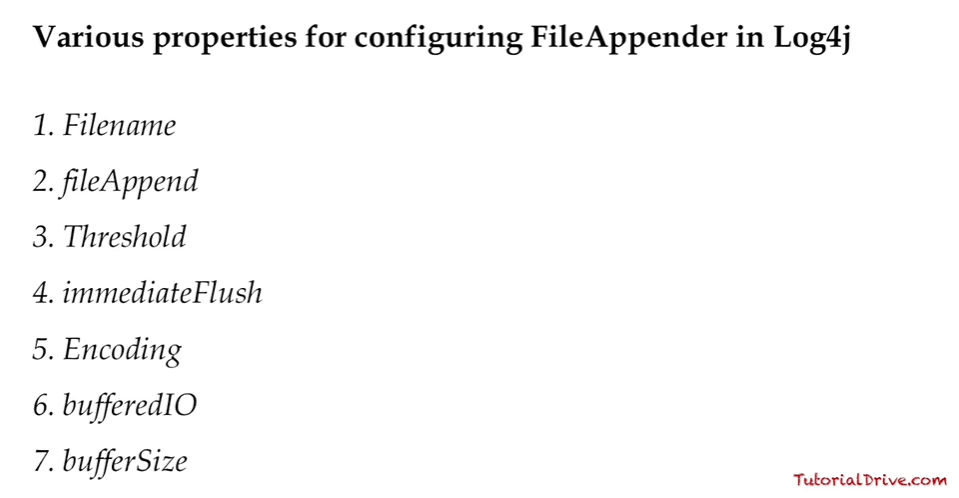 Various properties for configuring FileAppender in Log4j
1. Filename
2. fileAppend
3. Threshold
4. immediateFlush
5. Encoding
6. bufferedIO
7. bufferSize
TutorialDrive.com